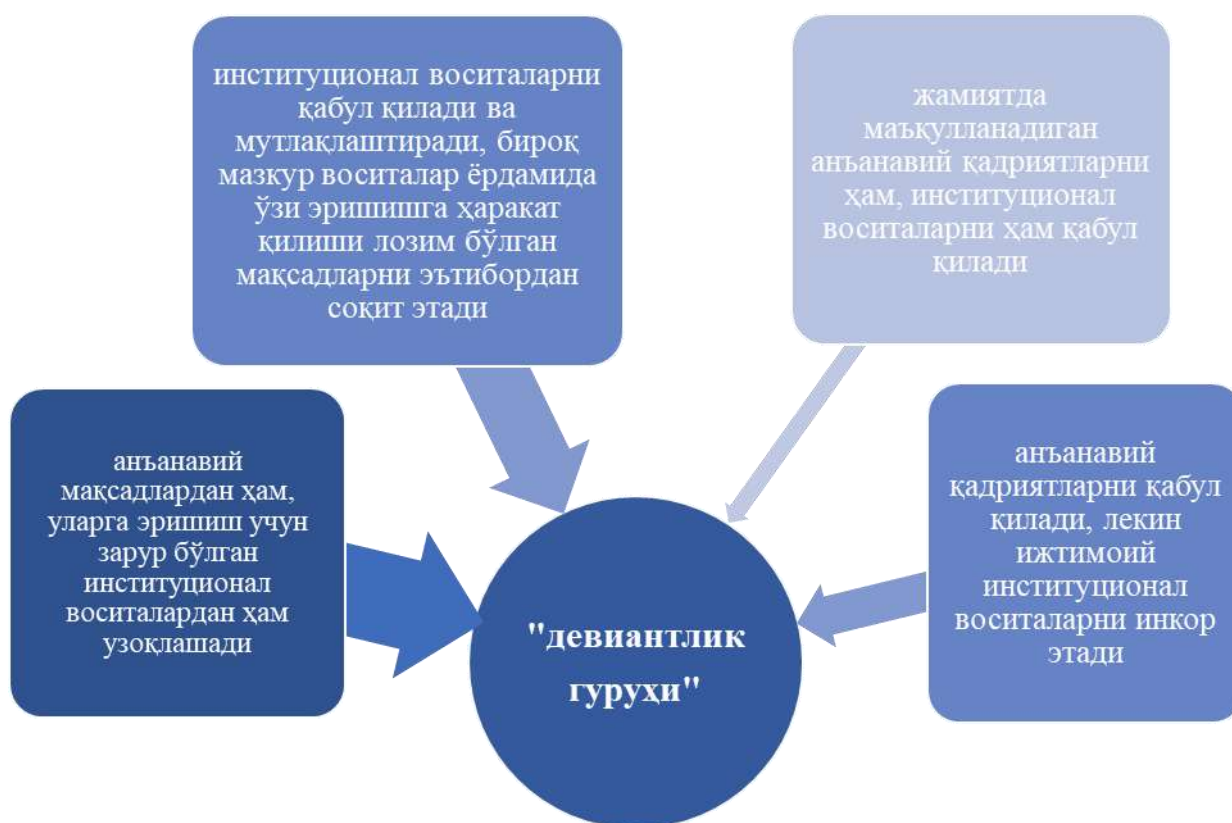 институционал воситаларни
қабул қилади ва
мутлақлаштиради, бироқ
мазкур воситалар ёрдамида
ўзи эришишга ҳаракат
қилиши лозим бўлган
мақсадларни эътибордан
соқит этади
жамиятда
маъқулланадиган
анъанавий қадриятларни
ҳам, институционал
воситаларни ҳам қабул
қилади
анъанавий
мақсадлардан ҳам,
уларга эришиш учун
зарур бўлган
институционал
воситалардан ҳам
узоқлашади
анъанавий
қадриятларни қабул
қилади, лекин
ижтимоий
институционал
воситаларни инкор
этади
"девиантлик
гуруҳи"